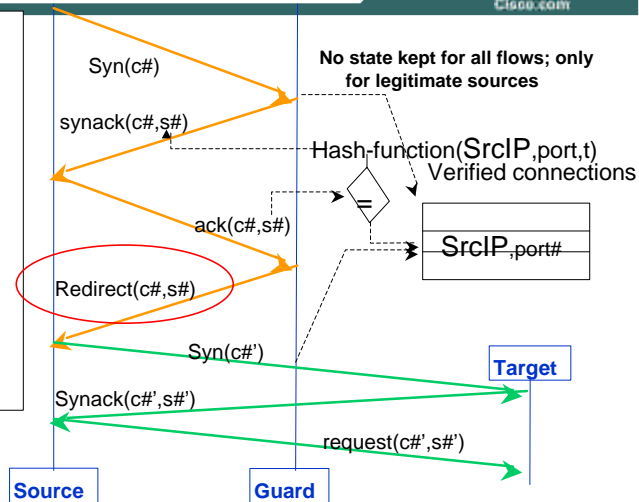 Cisco.com
Syn(c#)
No state kept for all flows; only
for legitimate sources
synack(c#,s#)
Hash-function(SrcIP,port,t)
Verified connections
=
ack(c#,s#)
SrcIP,port#
Redirect(c#,s#)
Syn(c#')
Target
Synack(c#',s#')
request(c#',s#')
Source
Guard